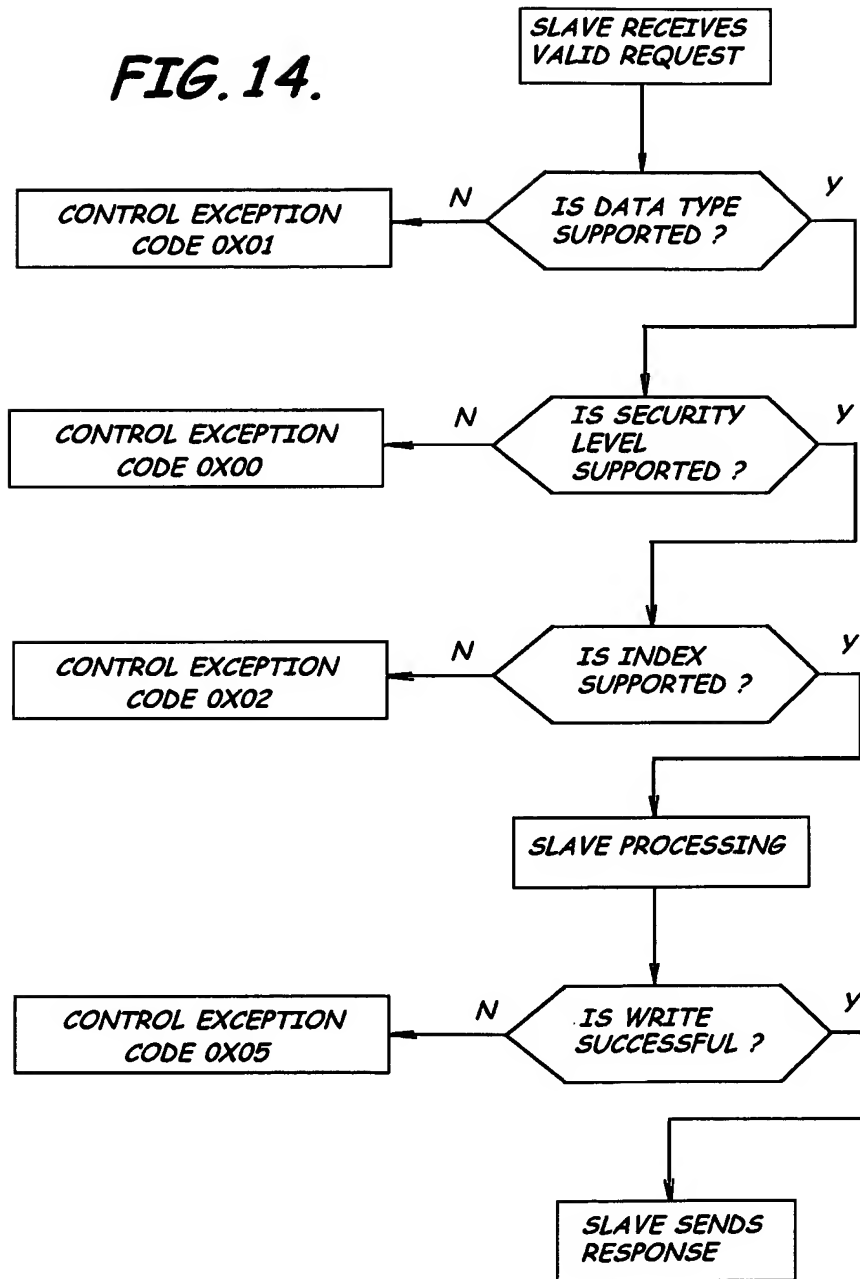 FIG. 14.
SLAVE RECEIVES
VALID REQUEST
IS DATA TYPE
SUPPORTED ?
N
Y
CONTROL EXCEPTION
CODE 0X01
IS SECURITY
LEVEL
SUPPORTED ?
N
Y
CONTROL EXCEPTION
CODE 0X00
IS INDEX
SUPPORTED ?
N
Y
CONTROL EXCEPTION
CODE 0X02
SLAVE PROCESSING
IS WRITE
SUCCESSFUL ?
N
Y
CONTROL EXCEPTION
CODE 0X05
SLAVE SENDS
RESPONSE